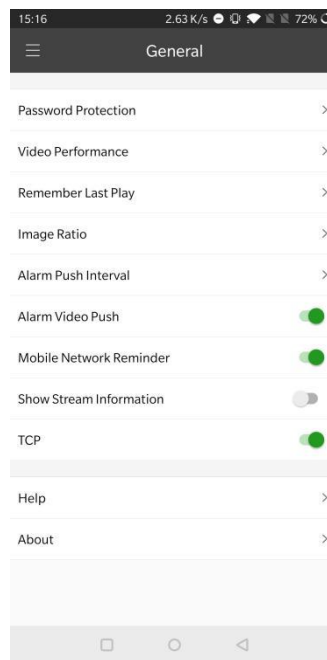 15:16 2.63 K/s 72%
General
Password Protection
Video Performance
Remember Last Play
Image Ratio
Alarm Push Interval
Alarm Video Push
Mobile Network Reminder
Show Stream Information
TCP
Help
About